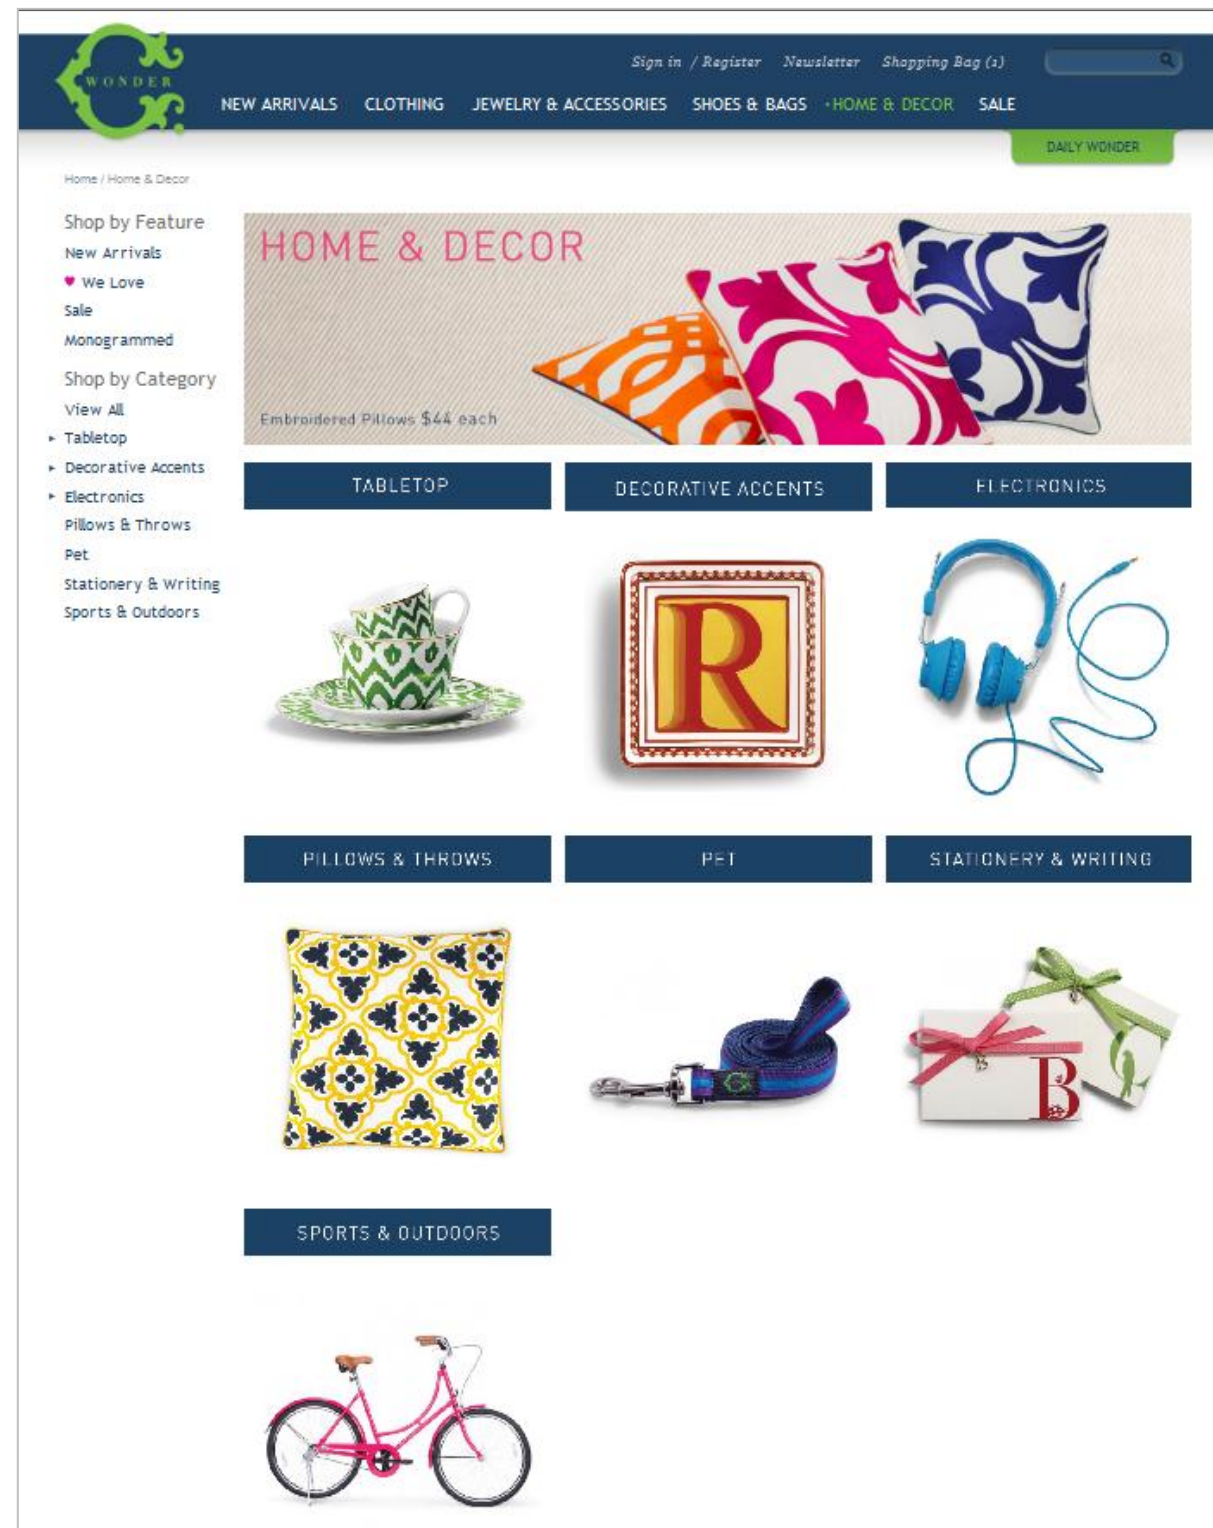 WONDER
Sign in / Register Newsletter Shopping Bag (1)
NEW ARRIVALS CLOTHING JEWELRY & ACCESSORIES SHOES & BAGS •HOME & DECOR SALE
DAILY WONDER
Home / Home & Decor
Shop by Feature
New Arrivals
♥ We Love
Sale
Monogrammed
Shop by Category
View All
Tabletop
Decorative Accents
Electronics
Pillows & Throws
Pet
Stationery & Writing
Sports & Outdoors
HOME & DECOR
Embroidered Pillows $44 each
TABLETOP
DECORATIVE ACCENTS
ELECTRONICS
R
PILLOWS & THROWS
PET
STATIONERY & WRITING
B
SPORTS & OUTDOORS